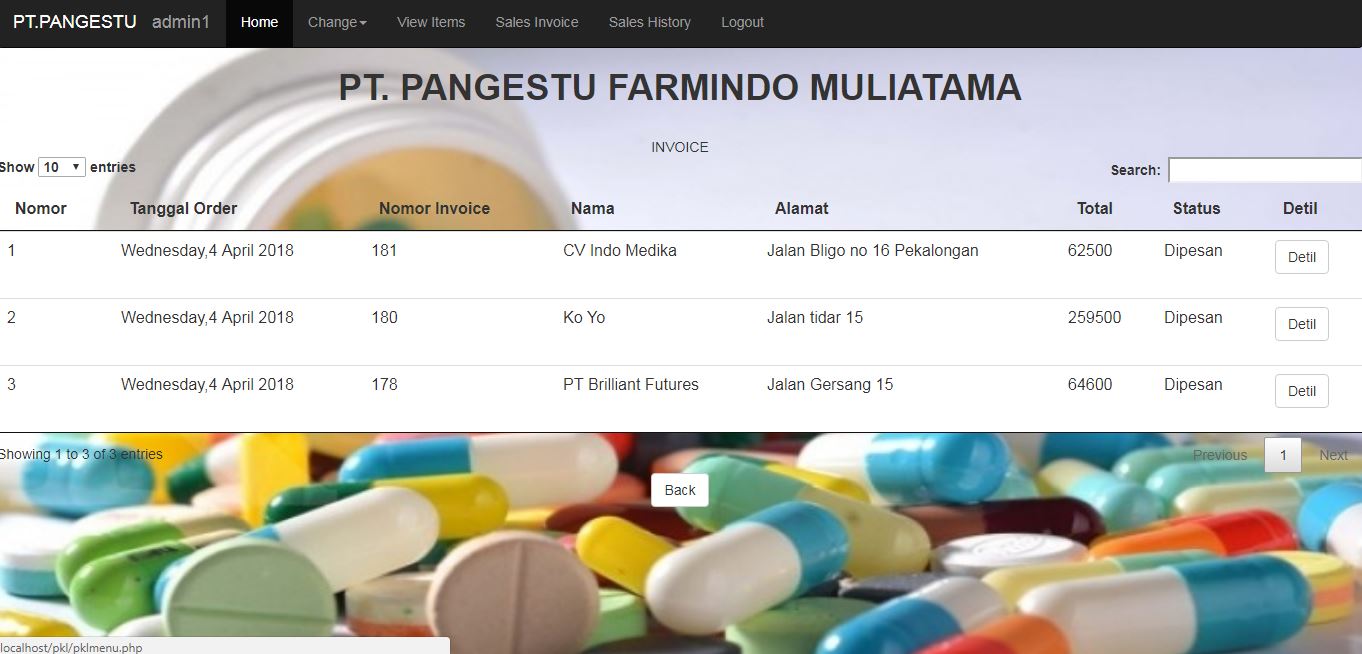 PT.PANGESTU admin1 Home Change View Items Sales Invoice Sales History Logout
PT. PANGESTU FARMINDO MULIATAMA
INVOICE
Show 10 entries Search:
Nomor Tanggal Order Nomor Invoice Nama Alamat Total Status Detil
1 Wednesday,4 April 2018 181 CV Indo Medika Jalan Bligo no 16 Pekalongan 62500 Dipesan Detil
2 Wednesday,4 April 2018 180 Ko Yo Jalan tidar 15 259500 Dipesan Detil
3 Wednesday,4 April 2018 178 PT Brilliant Futures Jalan Gersang 15 64600 Dipesan Detil
Showing 1 to 3 of 3 entries Previous 1 Next
Back
localhost/pkl/pklmenu.php